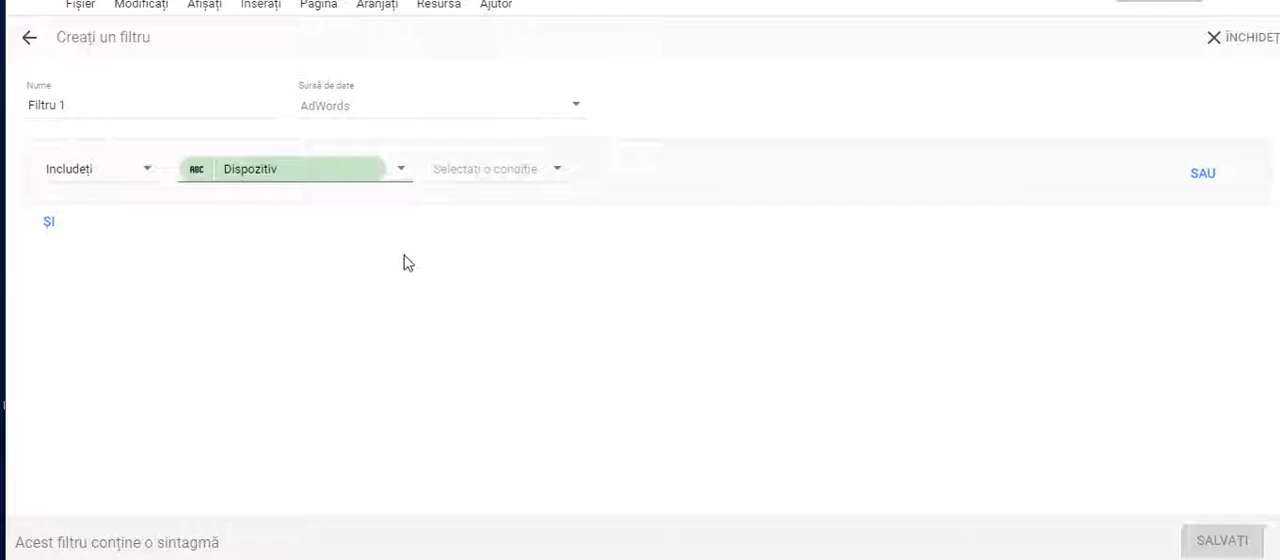 Fișier Modificați Afișați Inserați Pagina Aranjați Resursa Ajutor
Creați un filtru
ÎNCHIDEȚ
Nume
Sursă de date
Filtru 1
AdWords
Includeți
ABC Dispozitiv
Selectați o condiție
SAU
ȘI
Acest filtru conține o sintagmă
SALVAȚI